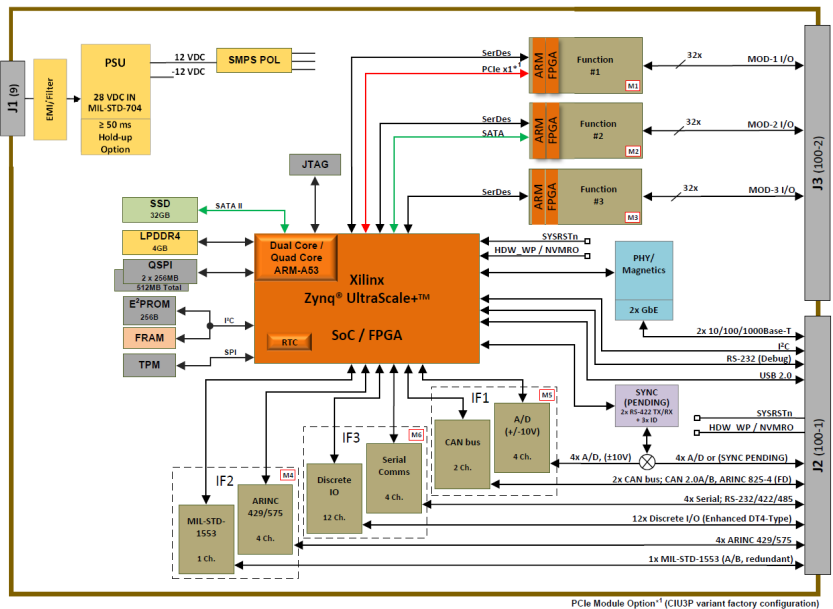 J1 (9)
EMI/Filter
PSU
28 VDC IN
MIL-STD-704
≥ 50 ms
Hold-up
Option
12 VDC
-12 VDC
SMPS POL
SerDes
PCIe x1*¹
ARM
FPGA
Function
#1
M1
32x
MOD-1 I/O
SerDes
SATA
ARM
FPGA
Function
#2
M2
32x
MOD-2 I/O
SerDes
ARM
FPGA
Function
#3
M3
32x
MOD-3 I/O
J3 (100-2)
JTAG
SSD
32GB
SATA II
LPDDR4
4GB
QSPI
2 x 256MB
512MB Total
E²PROM
256B
I²C
FRAM
TPM
SPI
Dual Core /
Quad Core
ARM-A53
Xilinx
Zynq® UltraScale+™
SoC / FPGA
RTC
SYSRSTn
HDW_WP / NVMRO
PHY/
Magnetics
2x GbE
2x 10/100/1000Base-T
I²C
RS-232 (Debug)
USB 2.0
SYNC
(PENDING)
2x RS-422 TX/RX
+ 3x ID
SYSRSTn
HDW_WP / NVMRO
J2 (100-1)
IF1
M5
A/D
(+/-10V)
4 Ch.
CAN bus
2 Ch.
IF3
M6
Serial
Comms
4 Ch.
Discrete
IO
12 Ch.
IF2
M4
ARINC
429/575
4 Ch.
MIL-STD-
1553
1 Ch.
4x A/D, (±10V)
4x A/D or (SYNC PENDING)
2x CAN bus; CAN 2.0A/B, ARINC 825-4 (FD)
4x Serial; RS-232/422/485
12x Discrete I/O (Enhanced DT4-Type)
4x ARINC 429/575
1x MIL-STD-1553 (A/B, redundant)
PCIe Module Option*¹ (CIU3P variant factory configuration)